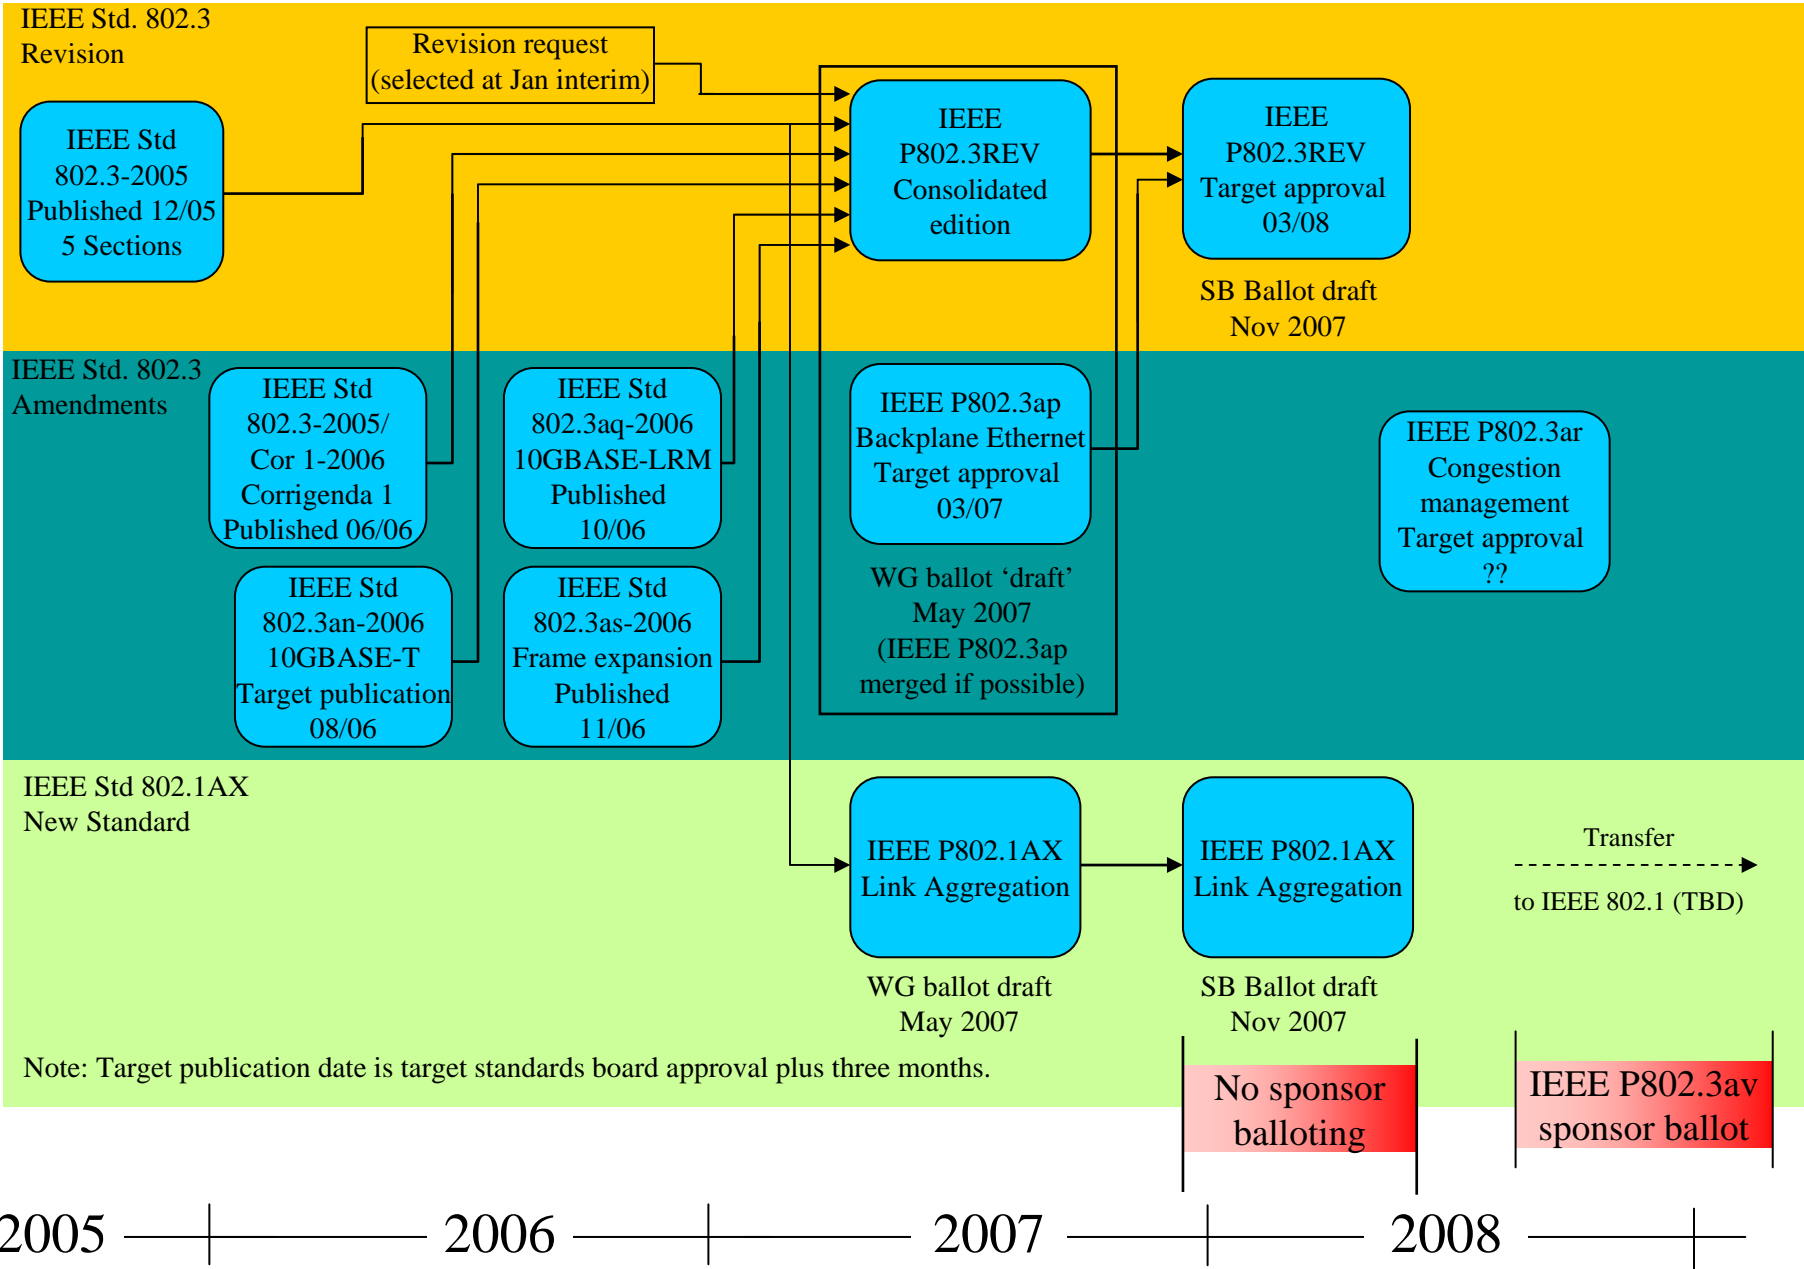 IEEE Std. 802.3
Revision
Revision request
(selected at Jan interim)
IEEE Std
802.3-2005
Published 12/05
5 Sections
IEEE
P802.3REV
Consolidated
edition
IEEE
P802.3REV
Target approval
03/08
SB Ballot draft
Nov 2007
IEEE Std. 802.3
Amendments
IEEE Std
802.3-2005/
Cor 1-2006
Corrigenda 1
Published 06/06
IEEE Std
802.3aq-2006
10GBASE-LRM
Published
10/06
IEEE P802.3ap
Backplane Ethernet
Target approval
03/07
IEEE P802.3ar
Congestion
management
Target approval
??
IEEE Std
802.3an-2006
10GBASE-T
Target publication
08/06
IEEE Std
802.3as-2006
Frame expansion
Published
11/06
WG ballot ‘draft’
May 2007
(IEEE P802.3ap
merged if possible)
IEEE Std 802.1AX
New Standard
IEEE P802.1AX
Link Aggregation
IEEE P802.1AX
Link Aggregation
Transfer
to IEEE 802.1 (TBD)
WG ballot draft
May 2007
SB Ballot draft
Nov 2007
Note: Target publication date is target standards board approval plus three months.
No sponsor
balloting
IEEE P802.3av
sponsor ballot
2005
2006
2007
2008